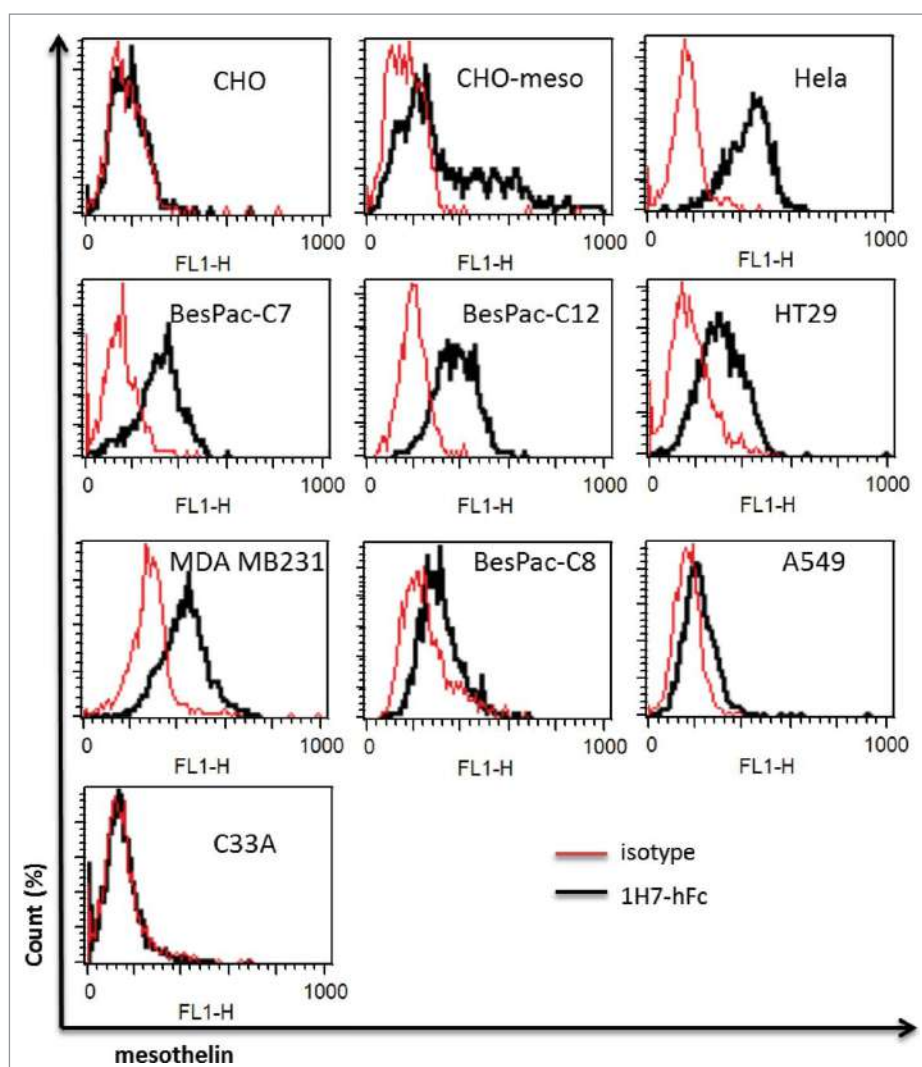 CHO
0 1000
FL1-H
CHO-meso
0 1000
FL1-H
Hela
0 1000
FL1-H
BesPac-C7
0 1000
FL1-H
BesPac-C12
0 1000
FL1-H
HT29
0 1000
FL1-H
MDA MB231
0 1000
FL1-H
BesPac-C8
0 1000
FL1-H
A549
0 1000
FL1-H
C33A
0 1000
FL1-H
isotype
1H7-hFc
Count (%)
mesothelin